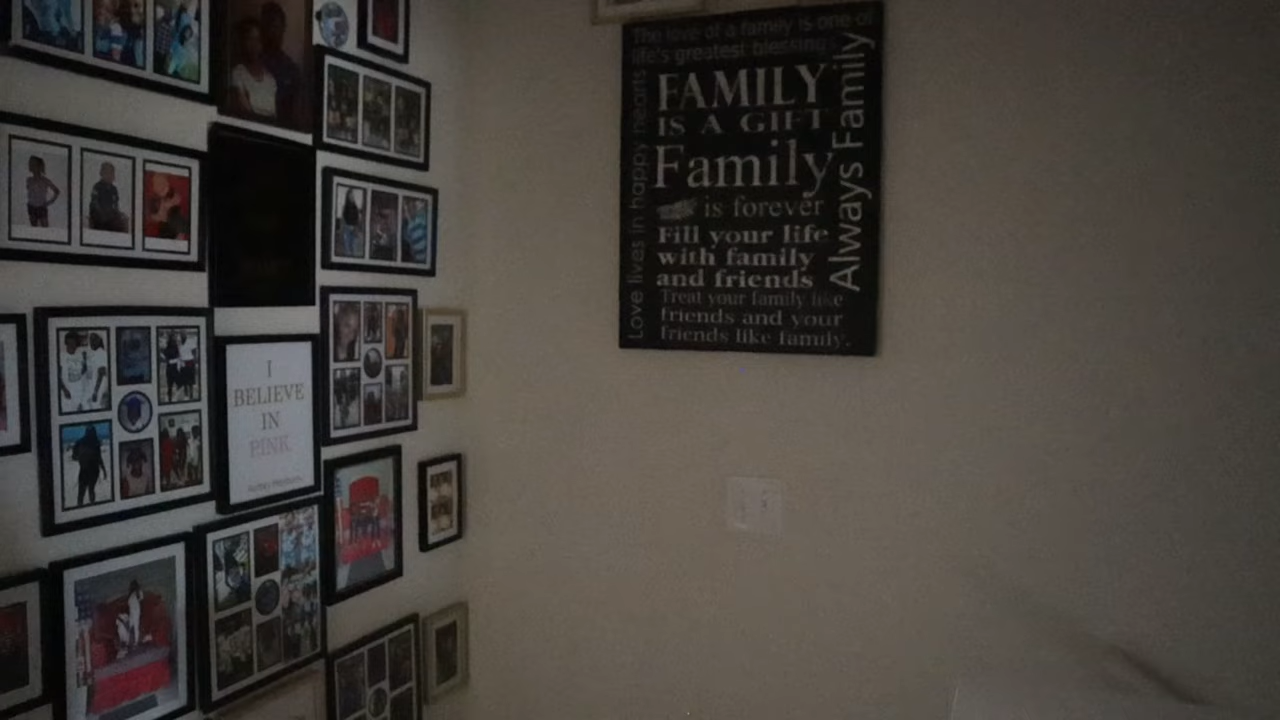 The love of a family is one of
life's greatest blessings
Love lives in happy hearts
FAMILY
IS A GIFT
Family
is forever
Fill your life
with family
and friends
Treat your family like
friends and your
friends like family.
Always Family
I
BELIEVE
IN
PINK